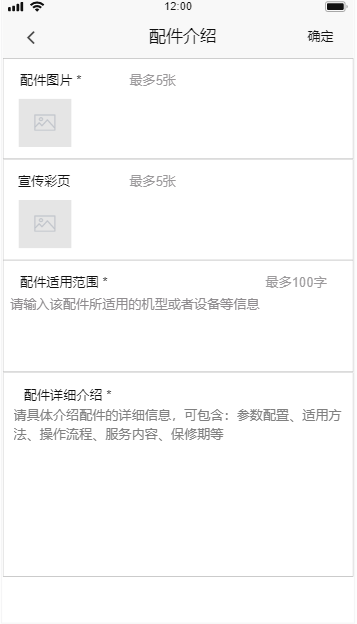 12:00
配件介绍
确定
配件图片 * 最多5张
宣传彩页 最多5张
配件适用范围 * 最多100字
请输入该配件所适用的机型或者设备等信息
配件详细介绍 *
请具体介绍配件的详细信息，可包含：参数配置、适用方
法、操作流程、服务内容、保修期等